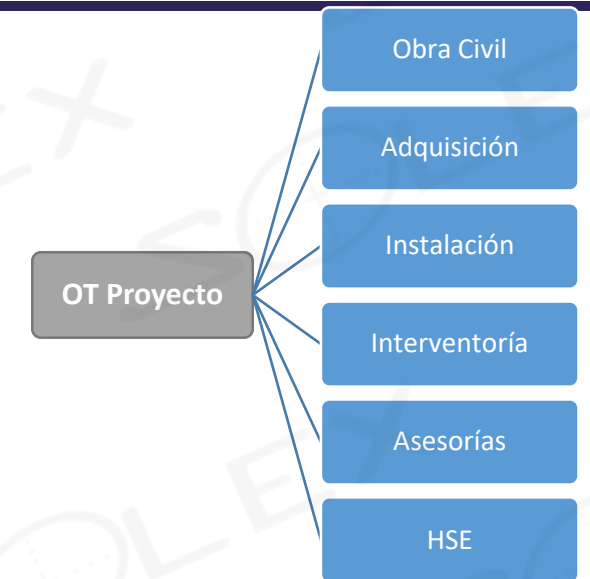 Obra Civil
Adquisición
Instalación
OT Proyecto
Interventoría
Asesorías
HSE